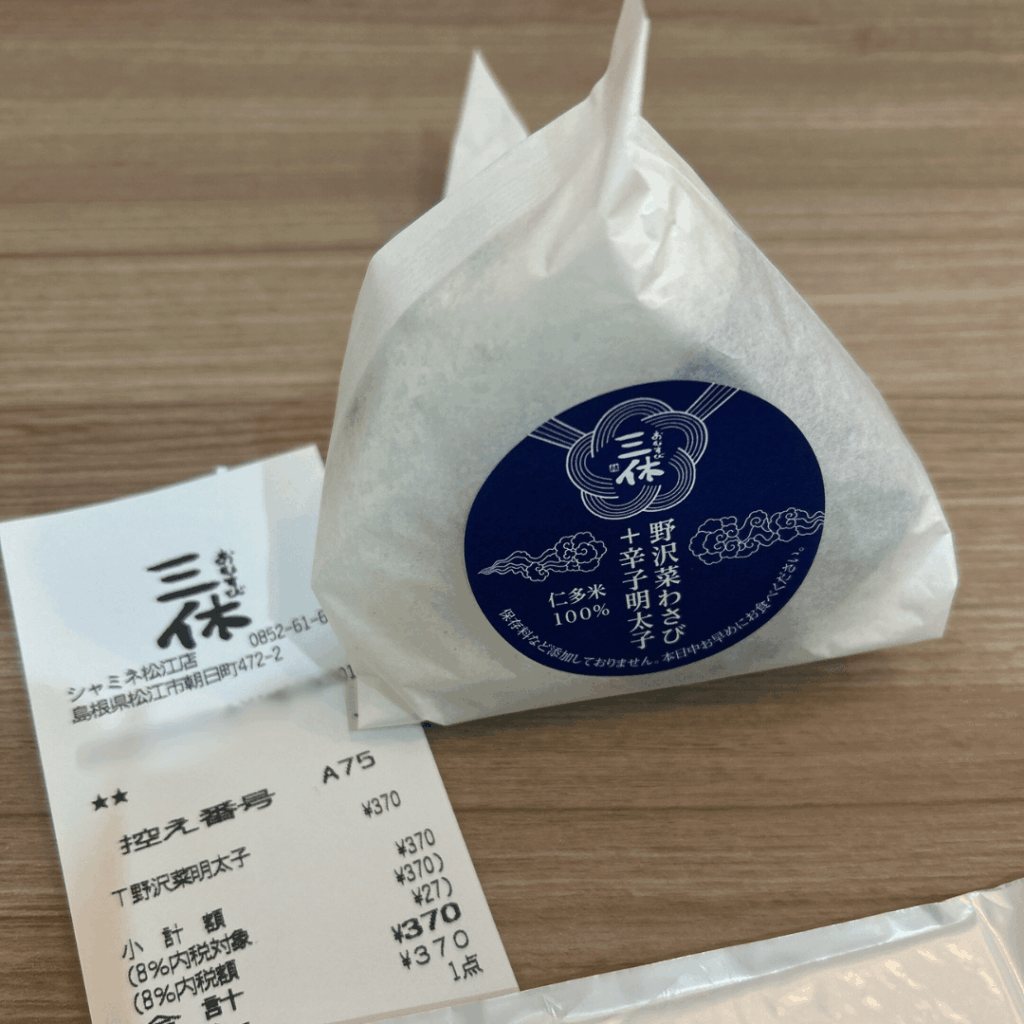 おむすび
三休
野沢菜わさび
+辛子明太子
仁多米
100%
保存料など添加しておりません。本日中お早めにお食べください。
おむすび
三休
0852-61-6
シャミネ松江店
島根県松江市朝日町472-2
01
★★
A75
控え番号
¥370
T野沢菜明太子
¥370
小計額
¥370)
(8%内税対象
¥27)
(8%内税額
¥370
合計
¥370
1点